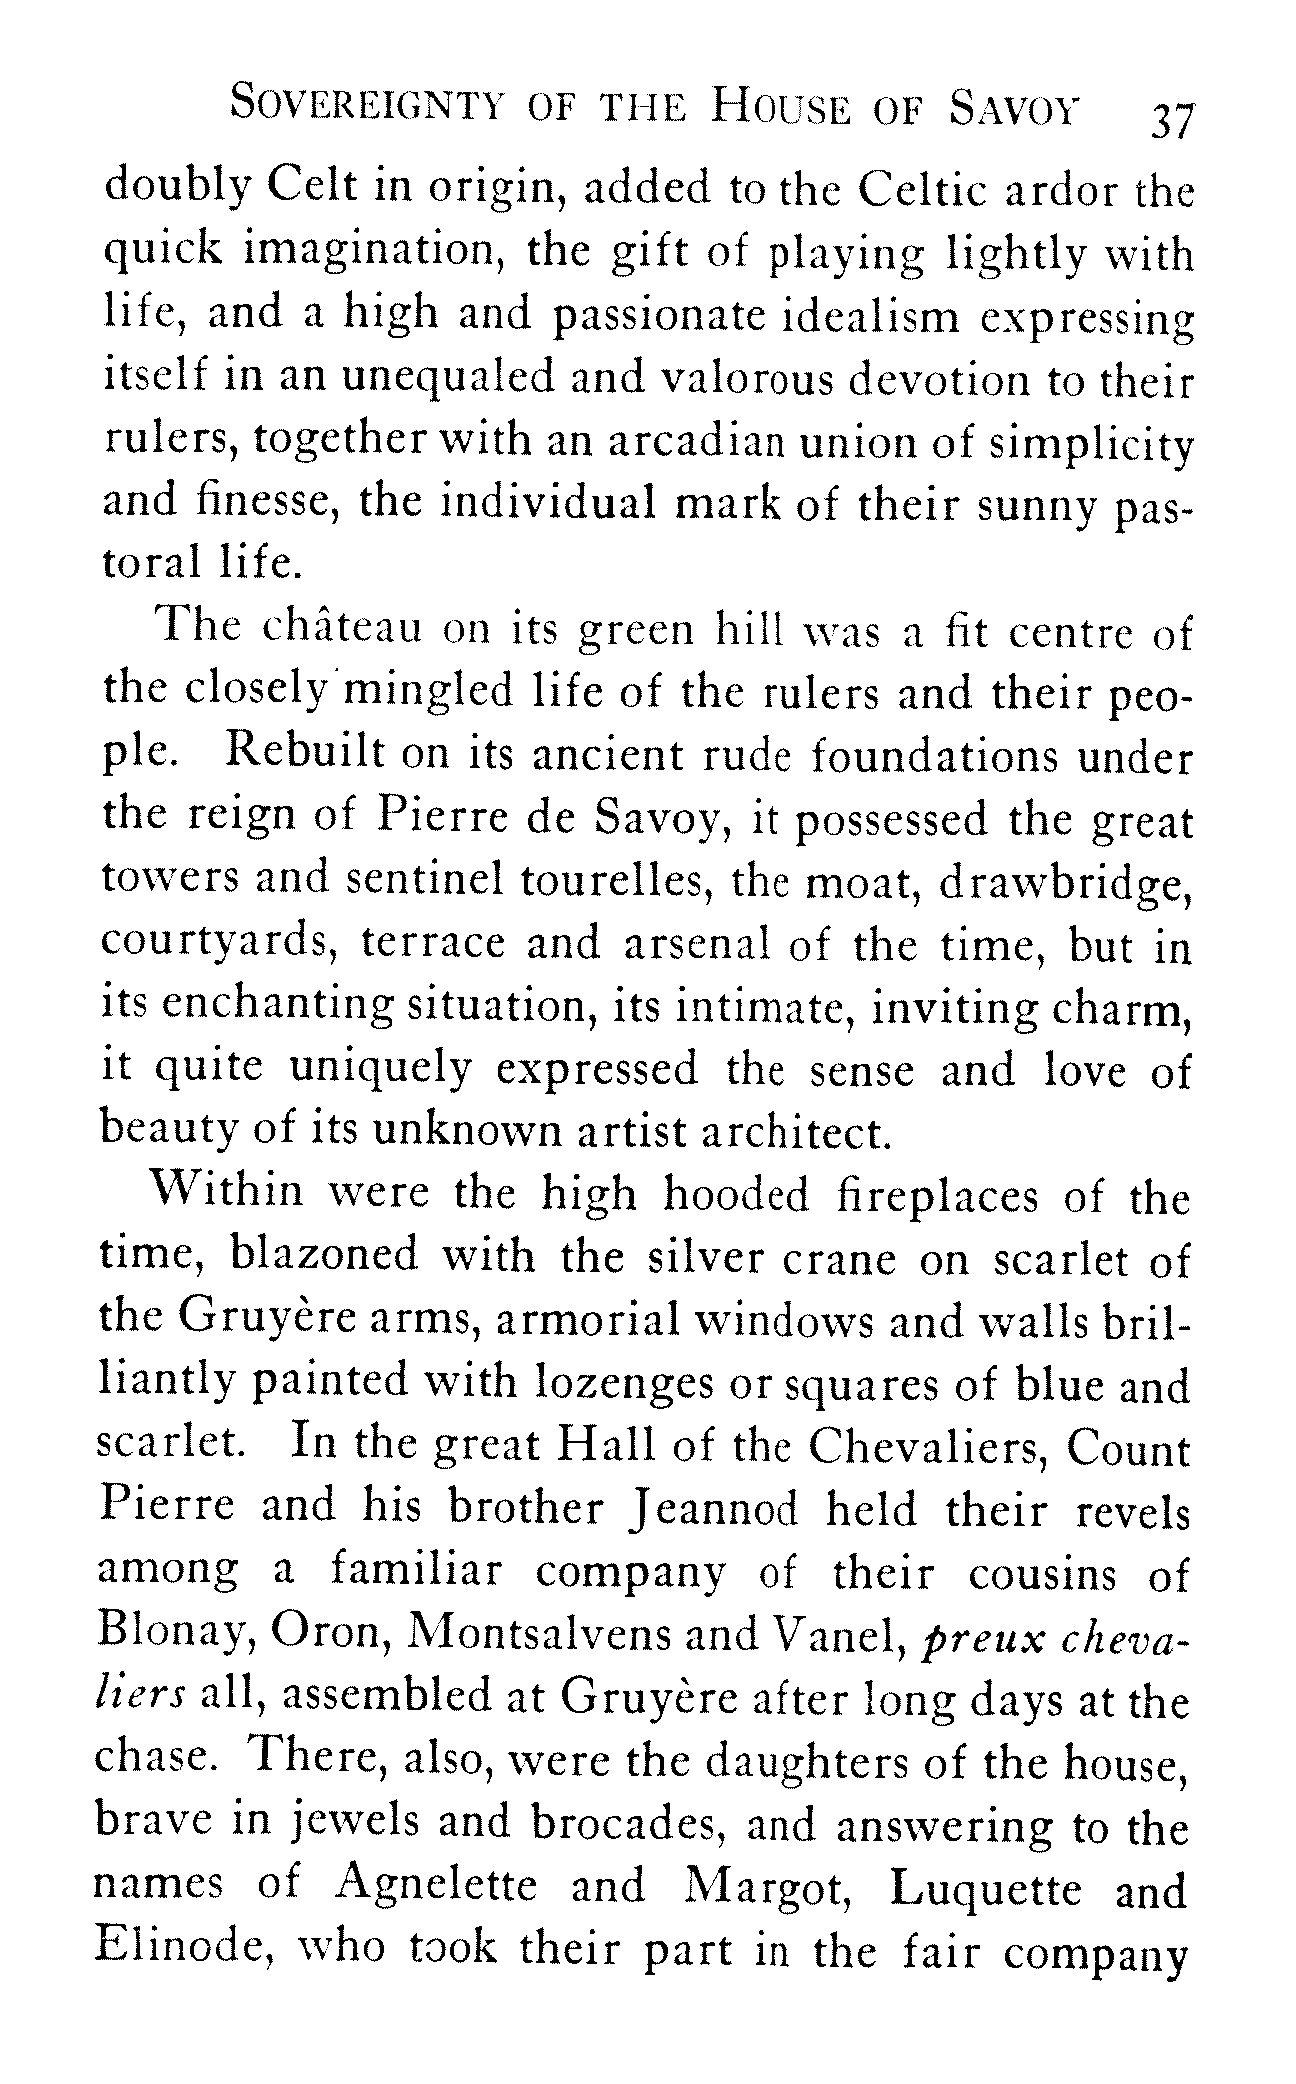 SOVEREIGNTY OF THE HOUSE OF SAVOY 37
doubly Celt in origin, added to the Celtic ardor the
quick imagination, the gift of playing lightly with
life, and a high and passionate idealism expressing
itself in an unequaled and valorous devotion to their
rulers, together with an arcadian union of simplicity
and finesse, the individual mark of their sunny pas-
toral life.
The château on its green hill was a fit centre of
the closely mingled life of the rulers and their peo-
ple. Rebuilt on its ancient rude foundations under
the reign of Pierre de Savoy, it possessed the great
towers and sentinel tourelles, the moat, drawbridge,
courtyards, terrace and arsenal of the time, but in
its enchanting situation, its intimate, inviting charm,
it quite uniquely expressed the sense and love of
beauty of its unknown artist architect.
Within were the high hooded fireplaces of the
time, blazoned with the silver crane on scarlet of
the Gruyère arms, armorial windows and walls bril-
liantly painted with lozenges or squares of blue and
scarlet. In the great Hall of the Chevaliers, Count
Pierre and his brother Jeannod held their revels
among a familiar company of their cousins of
Blonay, Oron, Montsalvens and Vanel, preux cheva-
liers all, assembled at Gruyère after long days at the
chase. There, also, were the daughters of the house,
brave in jewels and brocades, and answering to the
names of Agnelette and Margot, Luquette and
Elinode, who took their part in the fair company